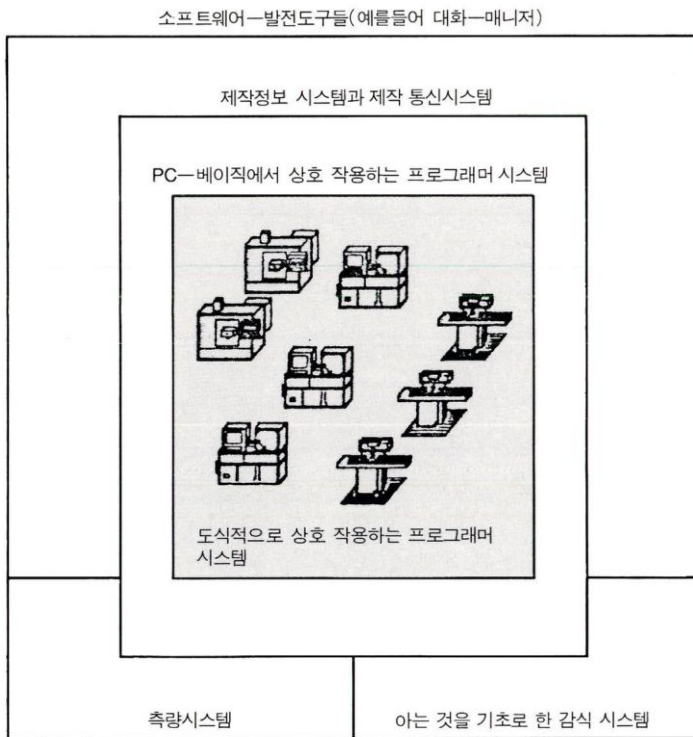 소프트웨어—발전도구들(예를들어 대화—매니저)
제작정보 시스템과 제작 통신시스템
PC—베이직에서 상호 작용하는 프로그래머 시스템
도식적으로 상호 작용하는 프로그래머
시스템
측량시스템
아는 것을 기초로 한 감식 시스템